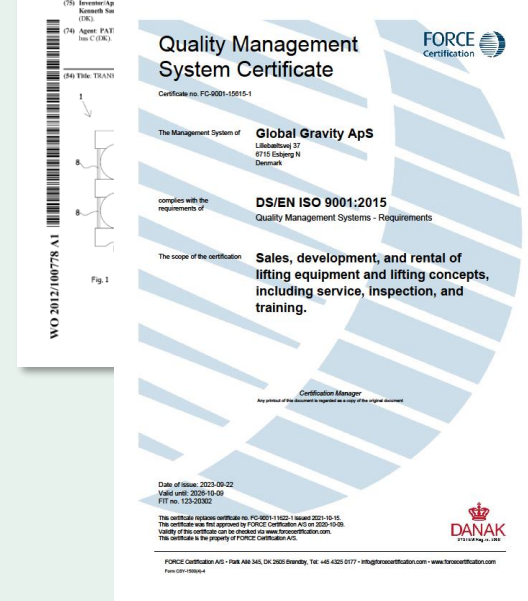 (75) Inventor/Ap
Kenneth Sø
(DK).
(74) Agent: PAT
hus C (DK).
(54) Title: TRANS
1
8
8
Fig. 1
WO 2012/100778 A1
FORCE
Certification
Quality Management
System Certificate
Certificate no. FC-9001-15615-1
The Management System of
Global Gravity ApS
Lillebæltsvej 37
6715 Esbjerg N
Denmark
complies with the
requirements of
DS/EN ISO 9001:2015
Quality Management Systems - Requirements
The scope of the certification
Sales, development, and rental of
lifting equipment and lifting concepts,
including service, inspection, and
training.
Certification Manager
Any printout of this document is regarded as a copy of the original document
Date of issue: 2023-09-22
Valid until: 2026-10-09
FIT no. 123-20302
This certificate replaces certificate no. FC-9001-11622-1 issued 2021-10-15.
This certificate was first approved by FORCE Certification A/S on 2020-10-09.
Validity of this certificate can be checked via www.forcecertification.com.
This certificate is the property of FORCE Certification A/S.
DANAK
FORCE Certification A/S • Park Allé 345, DK 2605 Brøndby, Tel: +45 4325 0177 • info@forcecertification.com • www.forcecertification.com